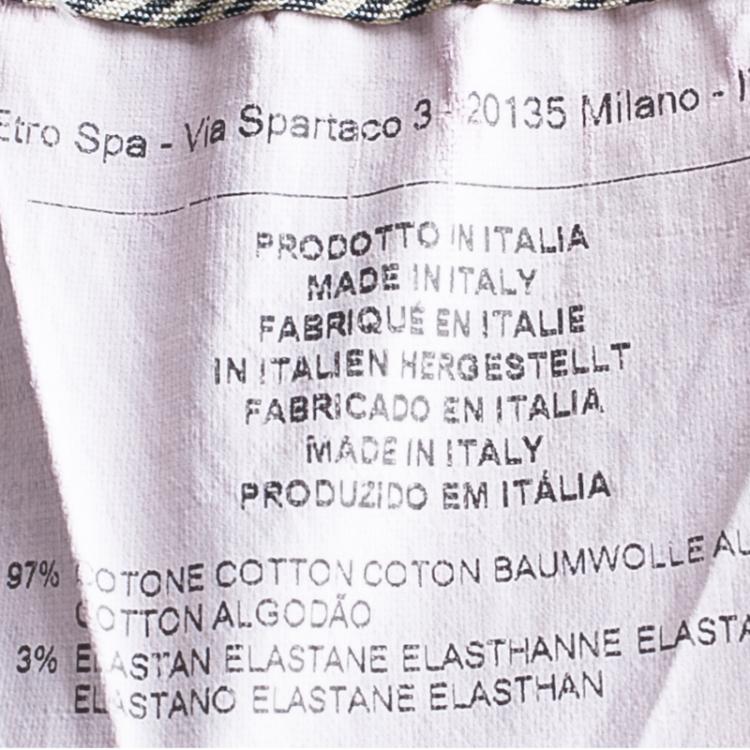 Etro Spa - Via Spartaco 3 - 20135 Milano -
PRODOTTO IN ITALIA
MADE IN ITALY
FABRIQUÉ EN ITALIE
IN ITALIEN HERGESTELLT
FABRICADO EN ITALIA
MADE IN ITALY
PRODUZIDO EM ITÁLIA
97% COTONE COTTON COTON BAUMWOLLE AL
COTTON ALGODÃO
3% ELASTAN ELASTANE ELASTHANNE ELASTA
ELASTANO ELASTANE ELASTHAN